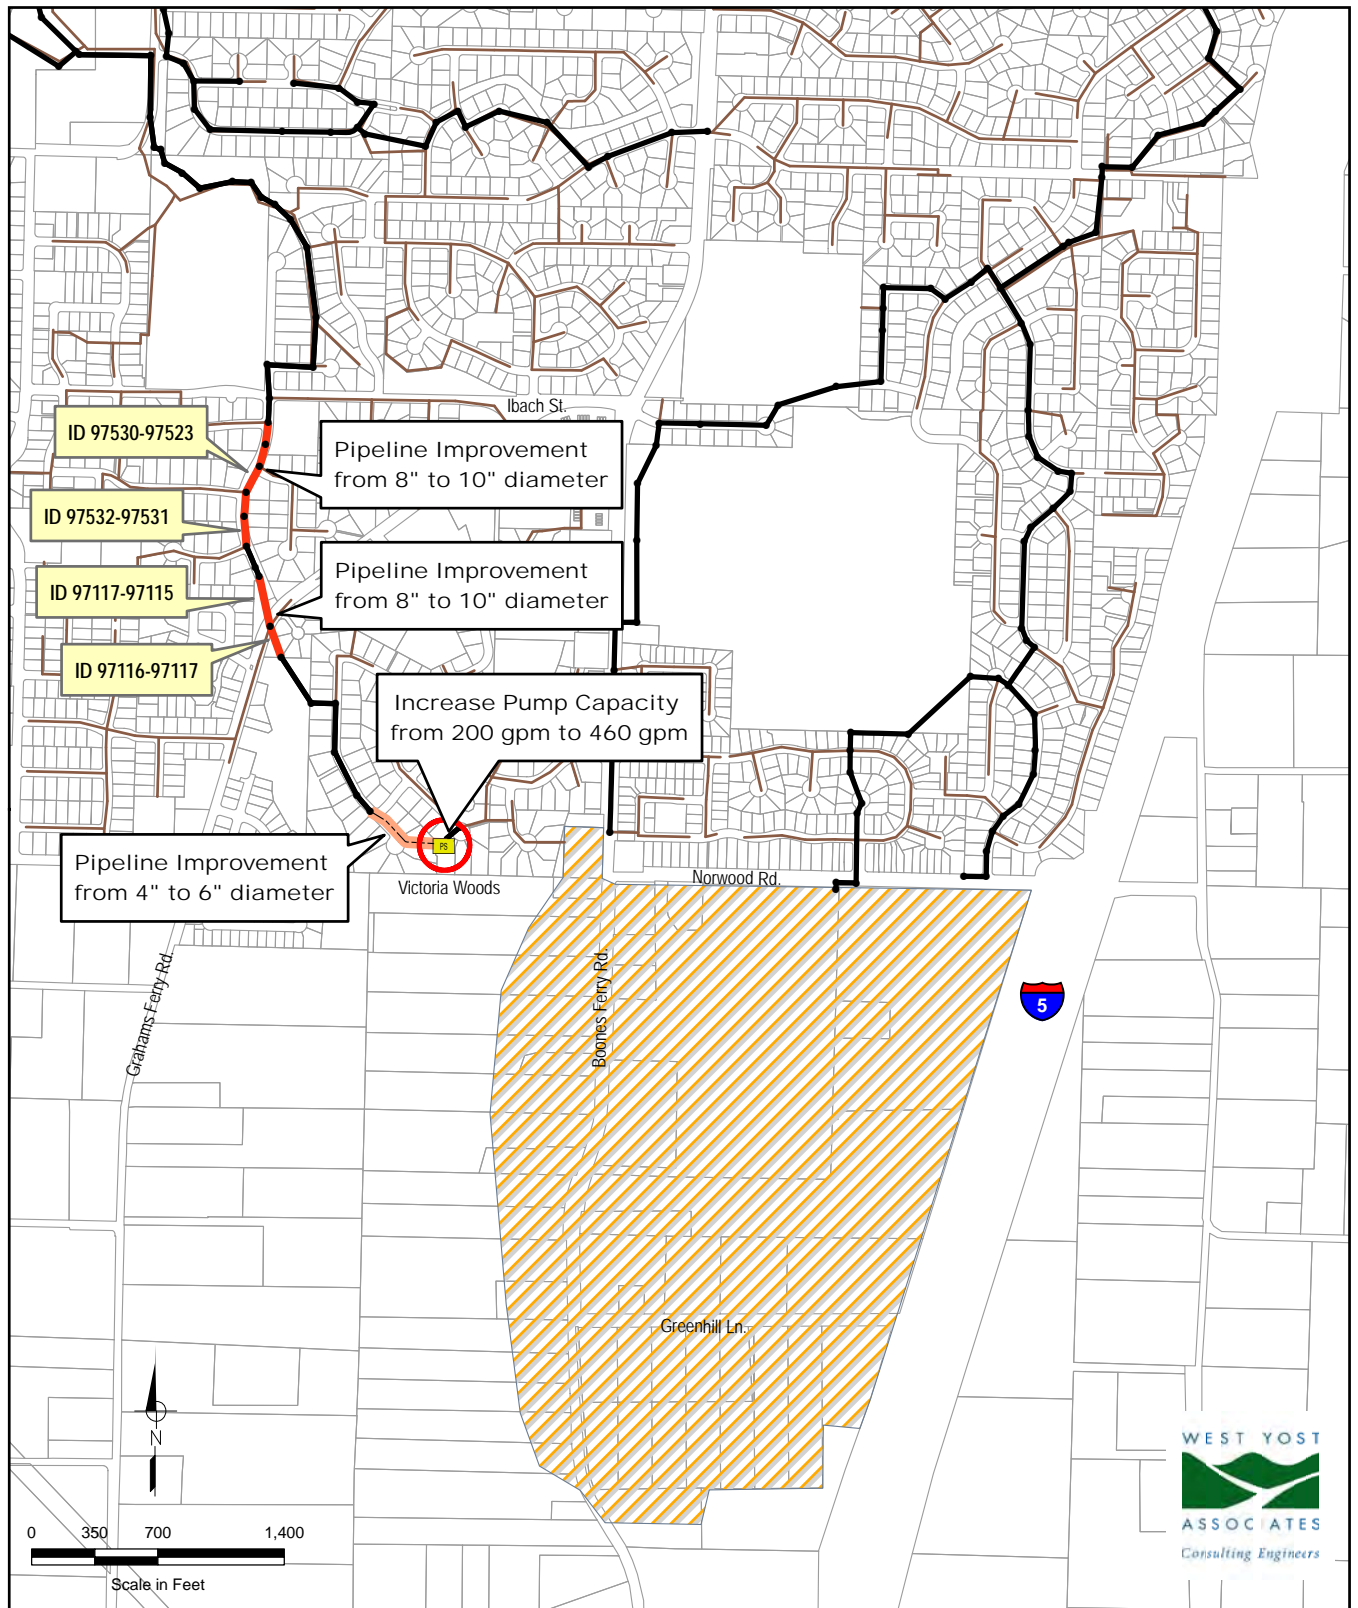 Ibach St.
ID 97530-97523
Pipeline Improvement
from 8" to 10" diameter
ID 97532-97531
Pipeline Improvement
from 8" to 10" diameter
ID 97117-97115
ID 97116-97117
Increase Pump Capacity
from 200 gpm to 460 gpm
PS
Pipeline Improvement
from 4" to 6" diameter
Victoria Woods
Norwood Rd.
Grahams Ferry Rd.
Boones Ferry Rd.
5
Greenhill Ln.
N
0 350 700 1,400
Scale in Feet
WEST YOST
ASSOCIATES
Consulting Engineers